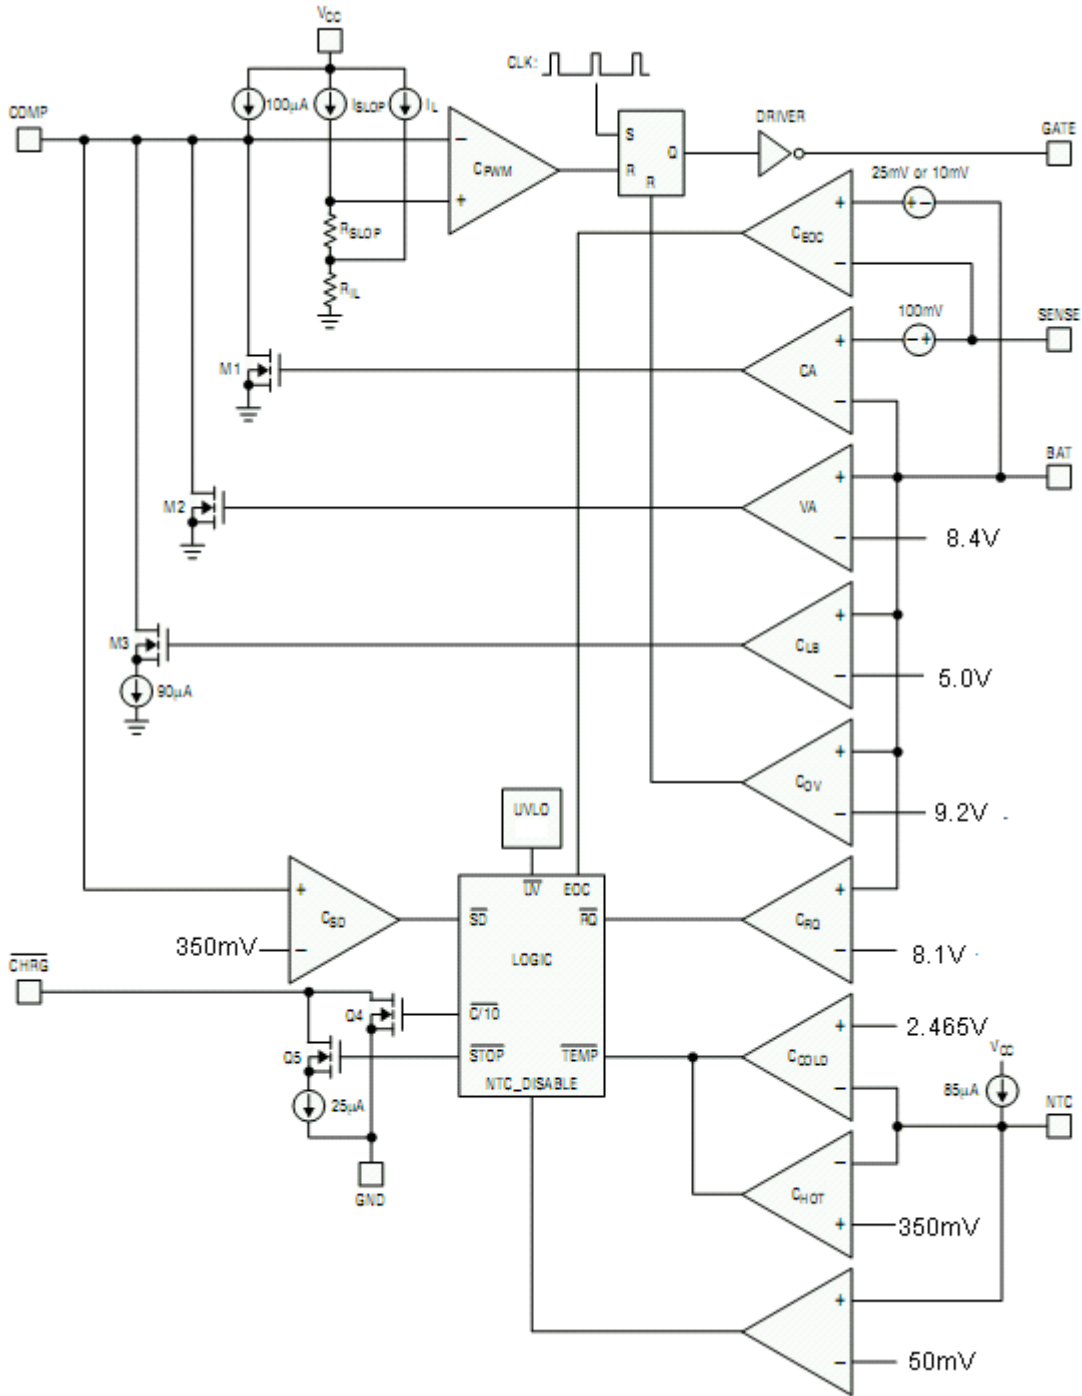 VCC
CLK:
COMP
100μA
ISLOP
IL
DRIVER
GATE
S
Q
R
R
−
CPWM
+
25mV or 10mV
+
+ −
CEOC
−
RSLOP
RIL
100mV
SENSE
+
− +
CA
−
M1
BAT
+
VA
−
8.4V
M2
+
CLB
−
5.0V
M3
90μA
+
COV
−
9.2V
UVLO
UV
EOC
+
CSD
−
350mV
SD
RQ
LOGIC
+
CRQ
−
8.1V
CHRG
Q4
C/10
Q5
STOP
TEMP
NTC_DISABLE
25μA
GND
+
CCOLD
−
2.465V
VCC
85μA
NTC
−
CHOT
+
350mV
+
−
50mV